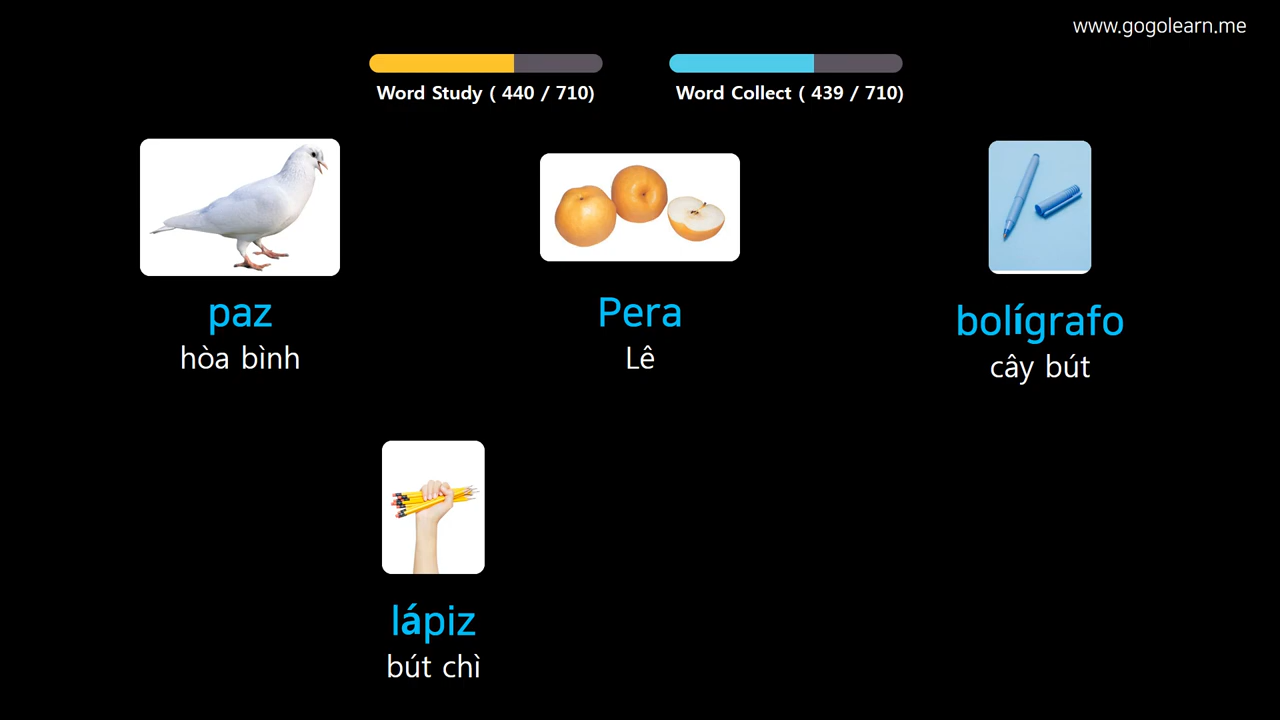 www.gogolearn.me
Word Study ( 440 / 710)
Word Collect ( 439 / 710)
paz
hòa bình
Pera
Lê
bolígrafo
cây bút
lápiz
bút chì